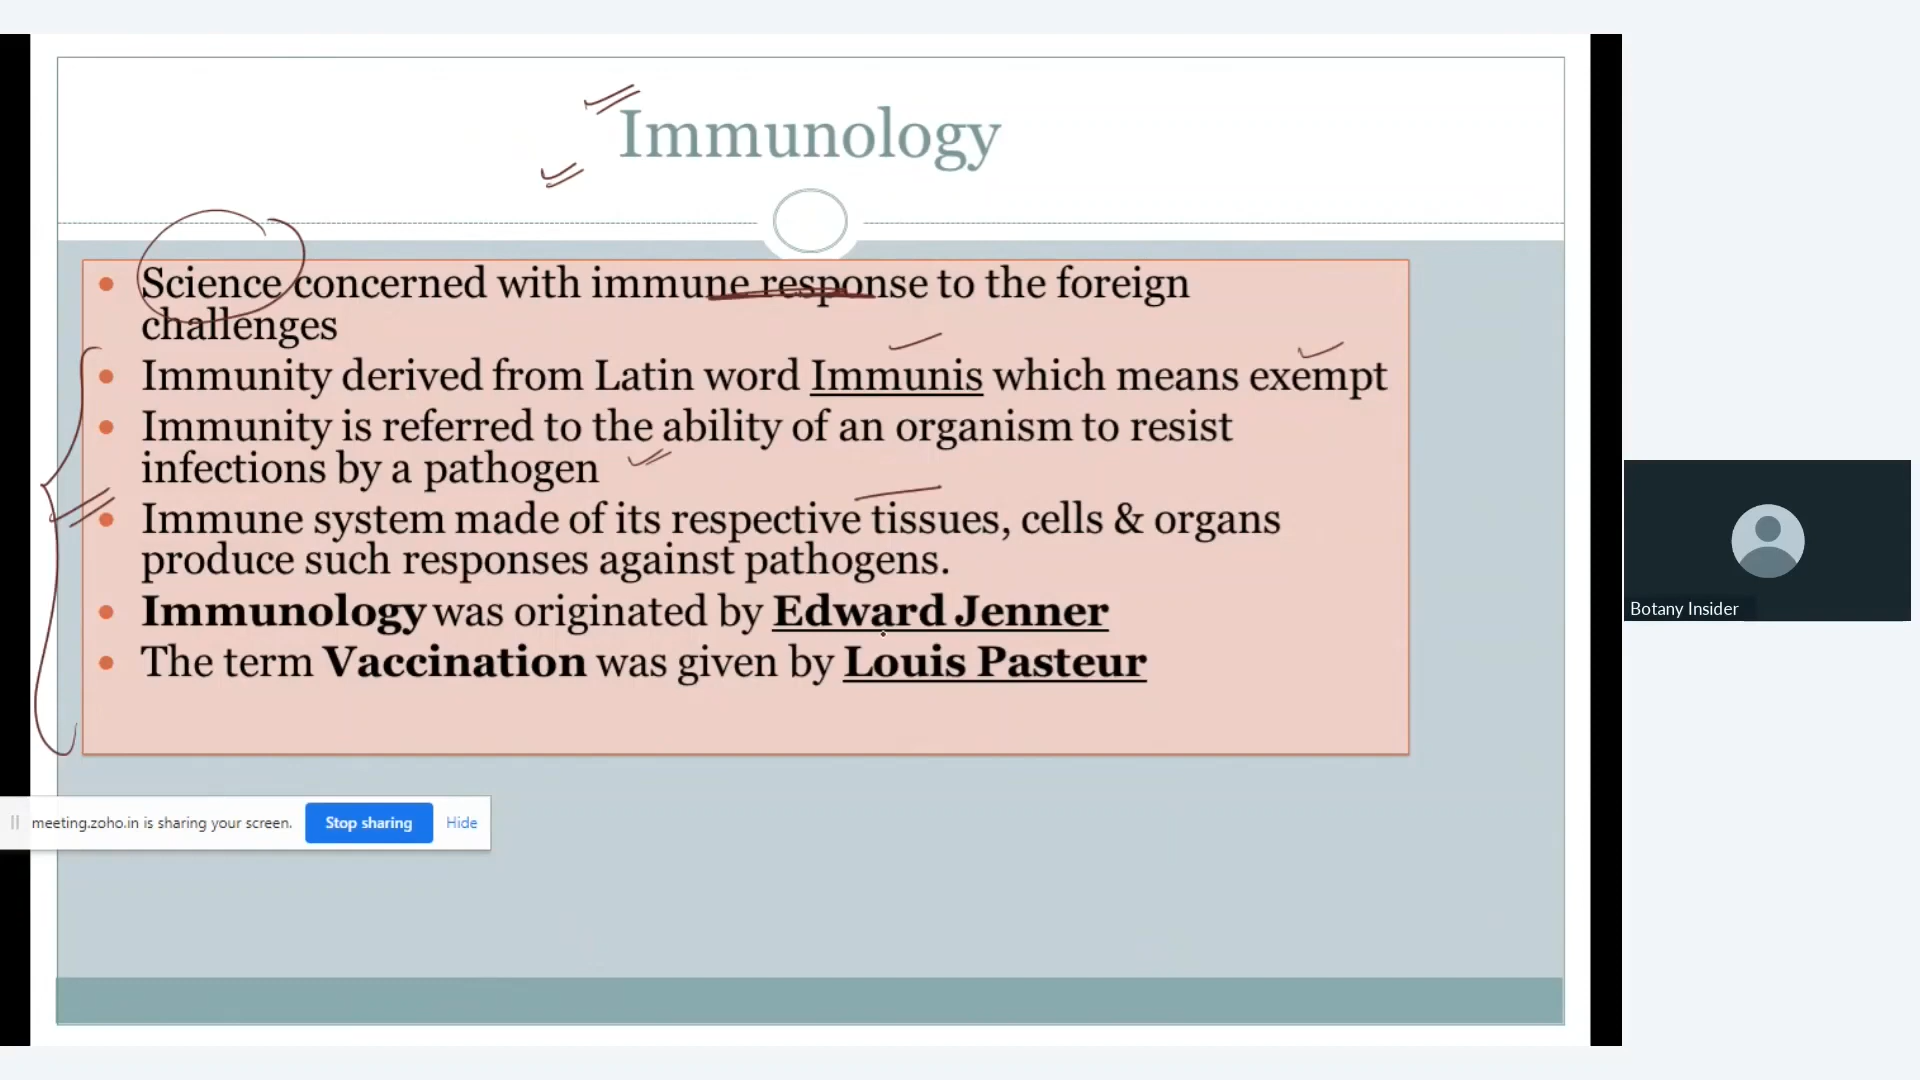 Immunology
Science concerned with immune response to the foreign
challenges
Immunity derived from Latin word Immunis which means exempt
Immunity is referred to the ability of an organism to resist
infections by a pathogen
Immune system made of its respective tissues, cells & organs
produce such responses against pathogens.
Immunology was originated by Edward Jenner
The term Vaccination was given by Louis Pasteur
Botany Insider
meeting.zoho.in is sharing your screen. Stop sharing Hide